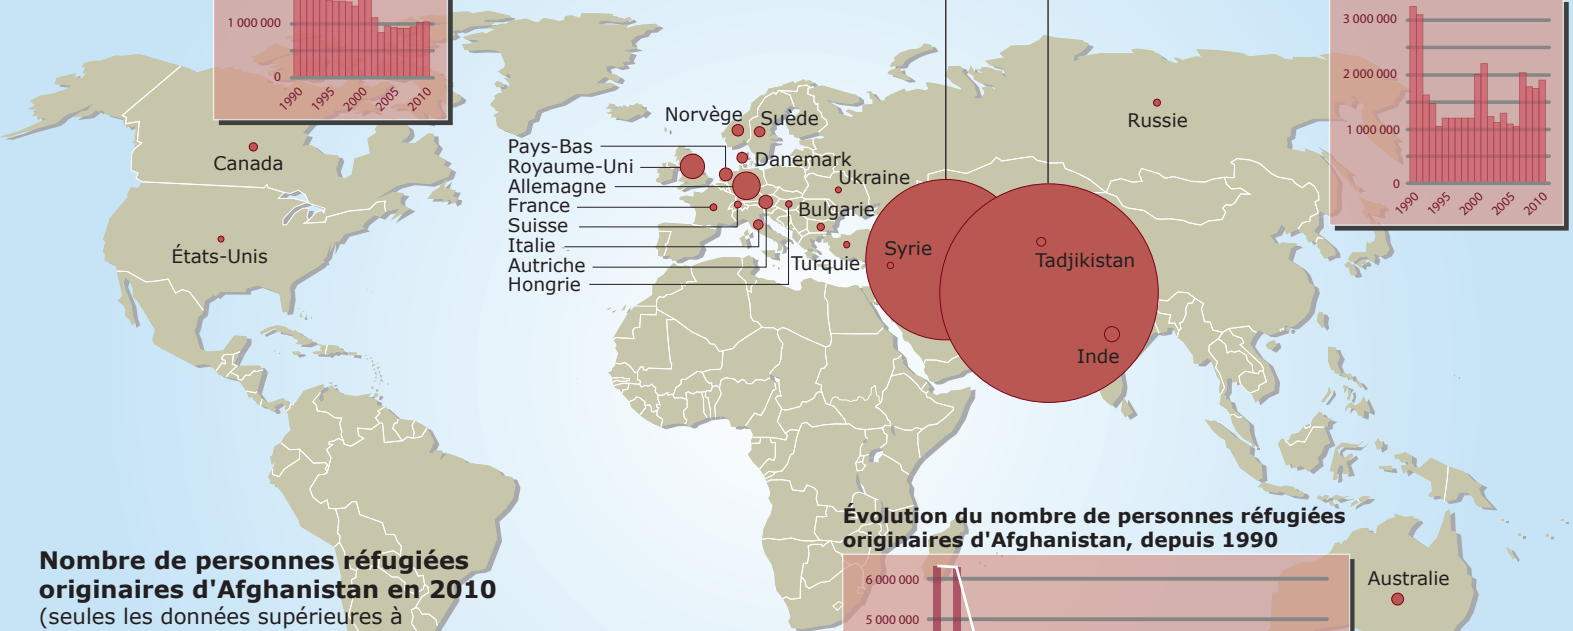 1 000 000
0
1990
1995
2000
2005
2010
3 000 000
2 000 000
1 000 000
0
1990
1995
2000
2005
2010
Norvège
Suède
Russie
Canada
Pays-Bas
Royaume-Uni
Danemark
Allemagne
Ukraine
France
Bulgarie
Suisse
Italie
Autriche
Turquie
Hongrie
États-Unis
Syrie
Tadjikistan
Inde
Évolution du nombre de personnes réfugiées
originaires d'Afghanistan, depuis 1990
6 000 000
5 000 000
Australie
Nombre de personnes réfugiées
originaires d'Afghanistan en 2010
(seules les données supérieures à